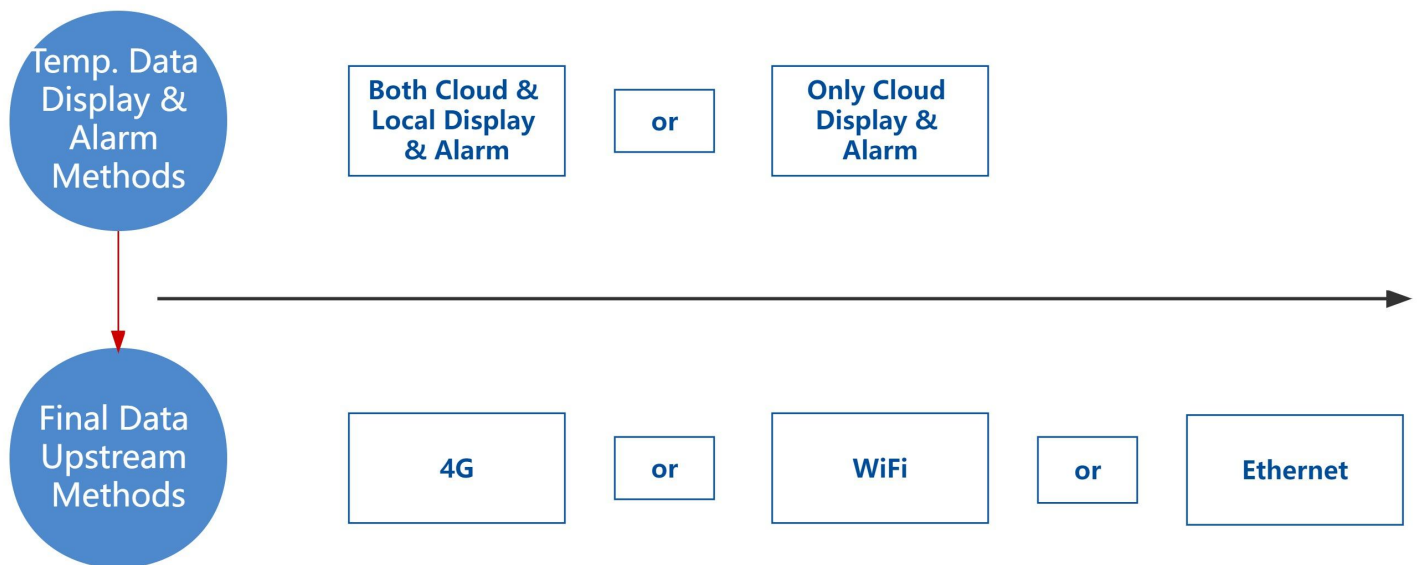 Temp. Data
Display &
Alarm
Methods
Both Cloud &
Local Display
& Alarm
or
Only Cloud
Display &
Alarm
Final Data
Upstream
Methods
4G
or
WiFi
or
Ethernet